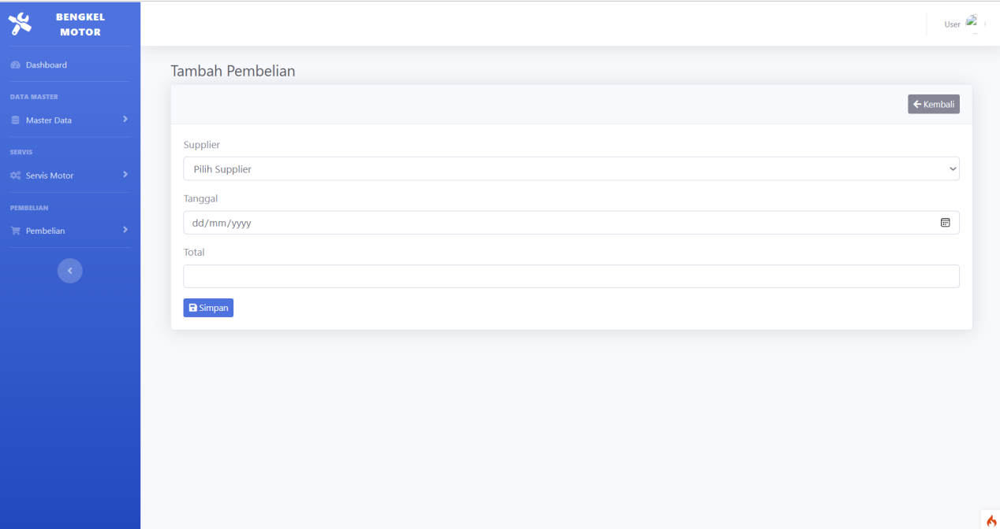 BENGKEL
MOTOR
User
Dashboard
Tambah Pembelian
DATA MASTER
Kembali
Master Data
Supplier
SERVIS
Pilih Supplier
Servis Motor
Tanggal
PEMBELIAN
dd/mm/yyyy
Pembelian
Total
Simpan